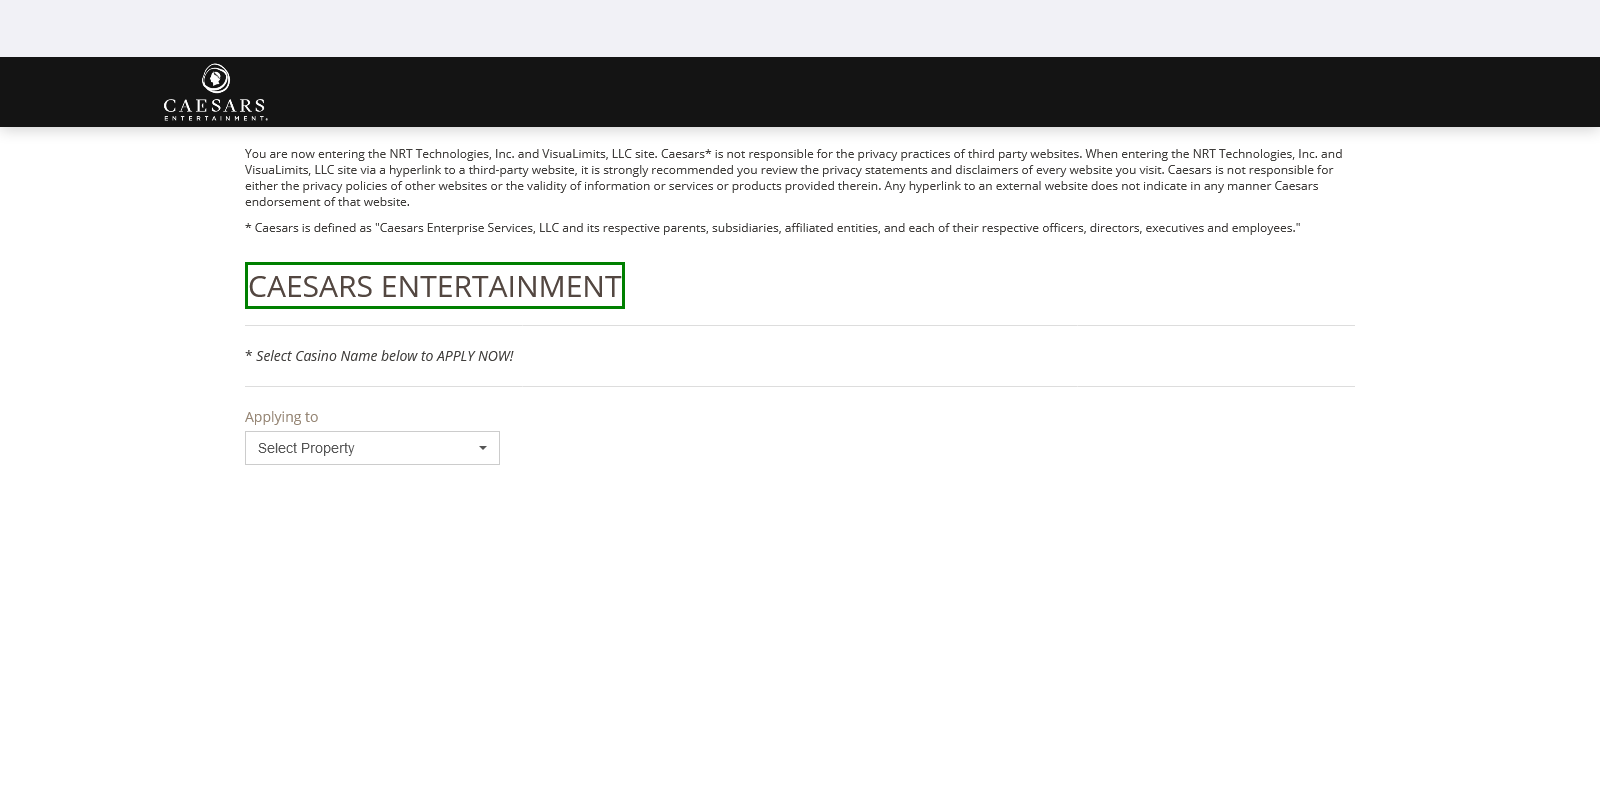 CAESARS
ENTERTAINMENT.
You are now entering the NRT Technologies, Inc. and VisuaLimits, LLC site. Caesars* is not responsible for the privacy practices of third party websites. When entering the NRT Technologies, Inc. and
VisuaLimits, LLC site via a hyperlink to a third-party website, it is strongly recommended you review the privacy statements and disclaimers of every website you visit. Caesars is not responsible for
either the privacy policies of other websites or the validity of information or services or products provided therein. Any hyperlink to an external website does not indicate in any manner Caesars
endorsement of that website.
* Caesars is defined as "Caesars Enterprise Services, LLC and its respective parents, subsidiaries, affiliated entities, and each of their respective officers, directors, executives and employees."
CAESARS ENTERTAINMENT
* Select Casino Name below to APPLY NOW!
Applying to
Select Property